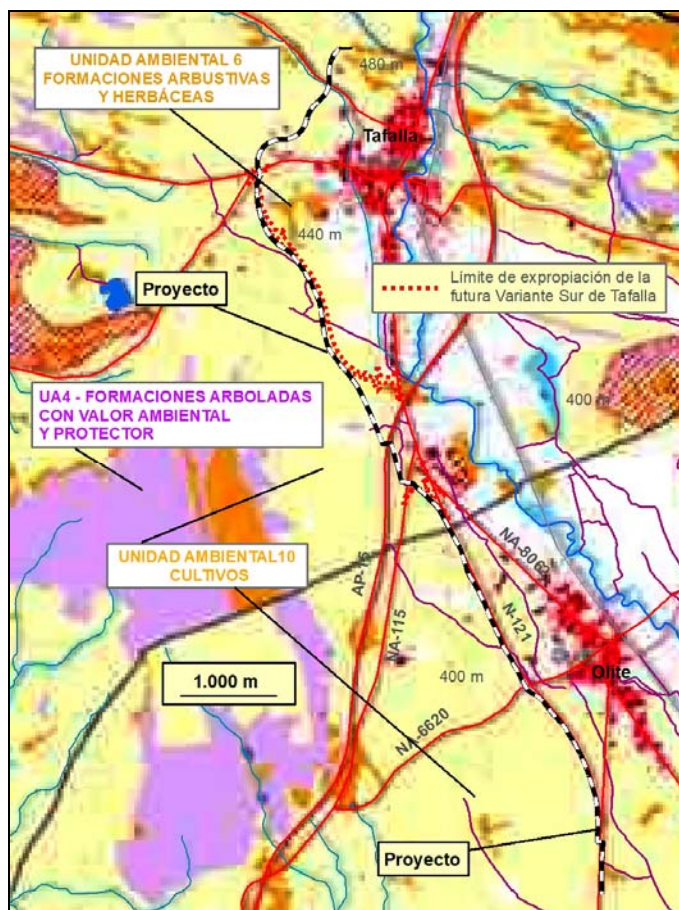 UNIDAD AMBIENTAL 6
FORMACIONES ARBUSTIVAS
Y HERBÁCEAS
480 m
Tafalla
440 m
Proyecto
Límite de expropiación de la
futura Variante Sur de Tafalla
UA4 - FORMACIONES ARBOLADAS
CON VALOR AMBIENTAL
Y PROTECTOR
400 m
UNIDAD AMBIENTAL10
CULTIVOS
AP-15
NA-115
NA-8063
N-121
Olite
1.000 m
400 m
NA-6620
Proyecto